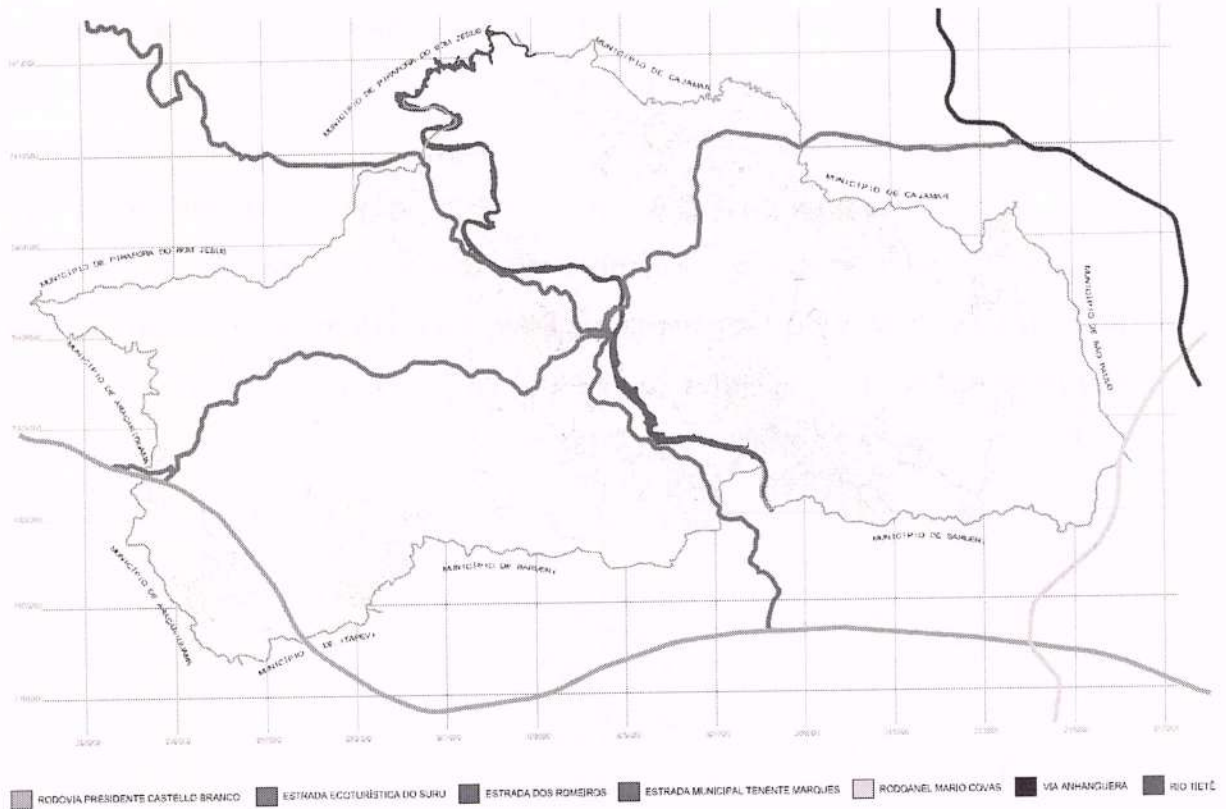 MUNICÍPIO DE PIRAPORA DO BOM JESUS
MUNICÍPIO DE CAJAMAR
MUNICÍPIO DE CAJAMAR
MUNICÍPIO DE PIRAPORA DO BOM JESUS
MUNICÍPIO DE SÃO PAULO
MUNICÍPIO DE ARAÇARIGUAMA
MUNICÍPIO DE BARUERI
MUNICÍPIO DE BARUERI
MUNICÍPIO DE ARAÇARIGUAMA
MUNICÍPIO DE ITAPEVI
RODOVIA PRESIDENTE CASTELLO BRANCO ESTRADA ECOTURÍSTICA DO SURU ESTRADA DOS ROMEIROS ESTRADA MUNICIPAL TENENTE MARQUES RODOANEL MARIO COVAS VIA ANHANGUERA RIO TIETÊ